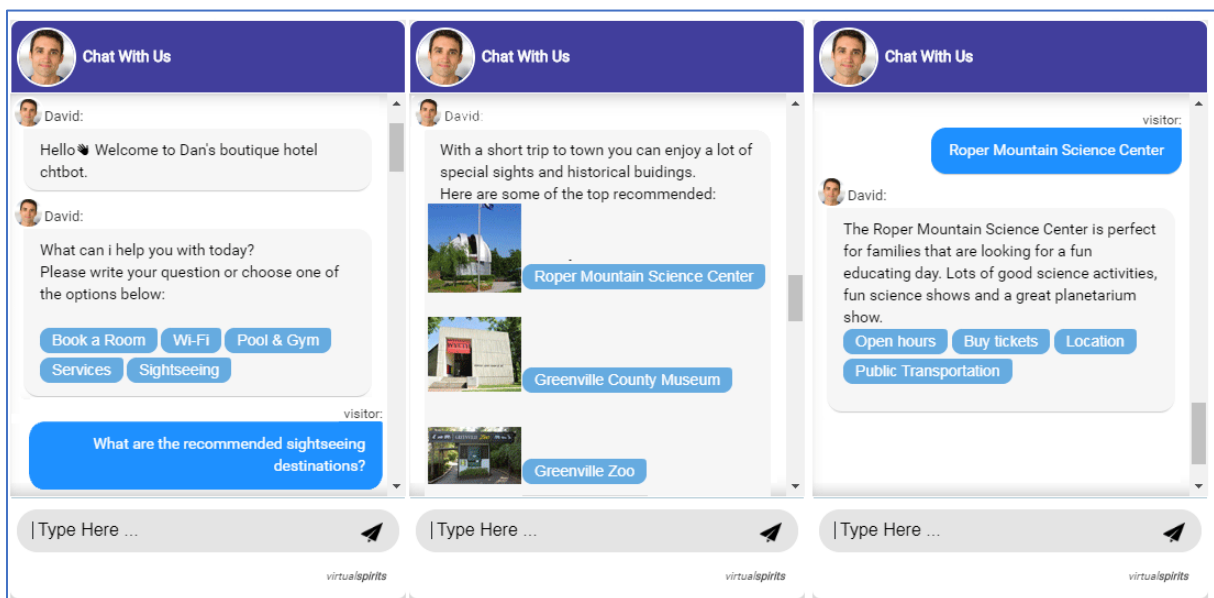 Chat With Us
David:
Hello👋 Welcome to Dan's boutique hotel
chtbot.
David:
What can i help you with today?
Please write your question or choose one of
the options below:
Book a Room Wi-Fi Pool & Gym
Services Sightseeing
visitor:
What are the recommended sightseeing
destinations?
Type Here ...
virtualspirits
Chat With Us
David:
With a short trip to town you can enjoy a lot of
special sights and historical buidings.
Here are some of the top recommended:
Roper Mountain Science Center
Greenville County Museum
Greenville Zoo
Type Here ...
virtualspirits
Chat With Us
visitor:
Roper Mountain Science Center
David:
The Roper Mountain Science Center is perfect
for families that are looking for a fun
educating day. Lots of good science activities,
fun science shows and a great planetarium
show.
Open hours Buy tickets Location
Public Transportation
Type Here ...
virtualspirits